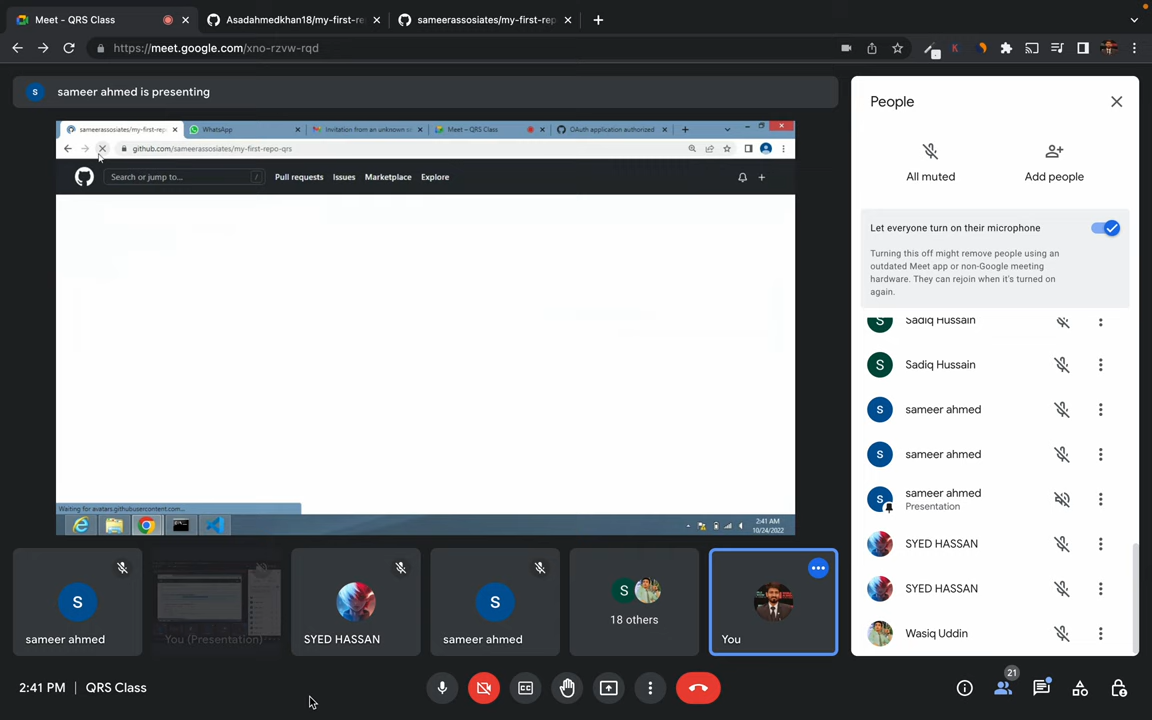 Meet - QRS Class
Asadahmedkhan18/my-first-re
sameerassosiates/my-first-rep
https://meet.google.com/xno-rzvw-rqd
S sameer ahmed is presenting
sameerassosiates/my-first-rep
WhatsApp
Invitation from an unknown s
Meet - QRS Class
OAuth application authorized
github.com/sameerassosiates/my-first-repo-qrs
Search or jump to... /
Pull requests Issues Marketplace Explore
Waiting for avatars.githubusercontent.com...
2:41 AM
10/24/2022
S
sameer ahmed
You (Presentation)
SYED HASSAN
S
sameer ahmed
S
18 others
You
2:41 PM | QRS Class
People
All muted
Add people
Let everyone turn on their microphone
Turning this off might remove people using an
outdated Meet app or non-Google meeting
hardware. They can rejoin when it's turned on
again.
S Sadiq Hussain
S Sadiq Hussain
S sameer ahmed
S sameer ahmed
S sameer ahmed
Presentation
SYED HASSAN
SYED HASSAN
Wasiq Uddin
21